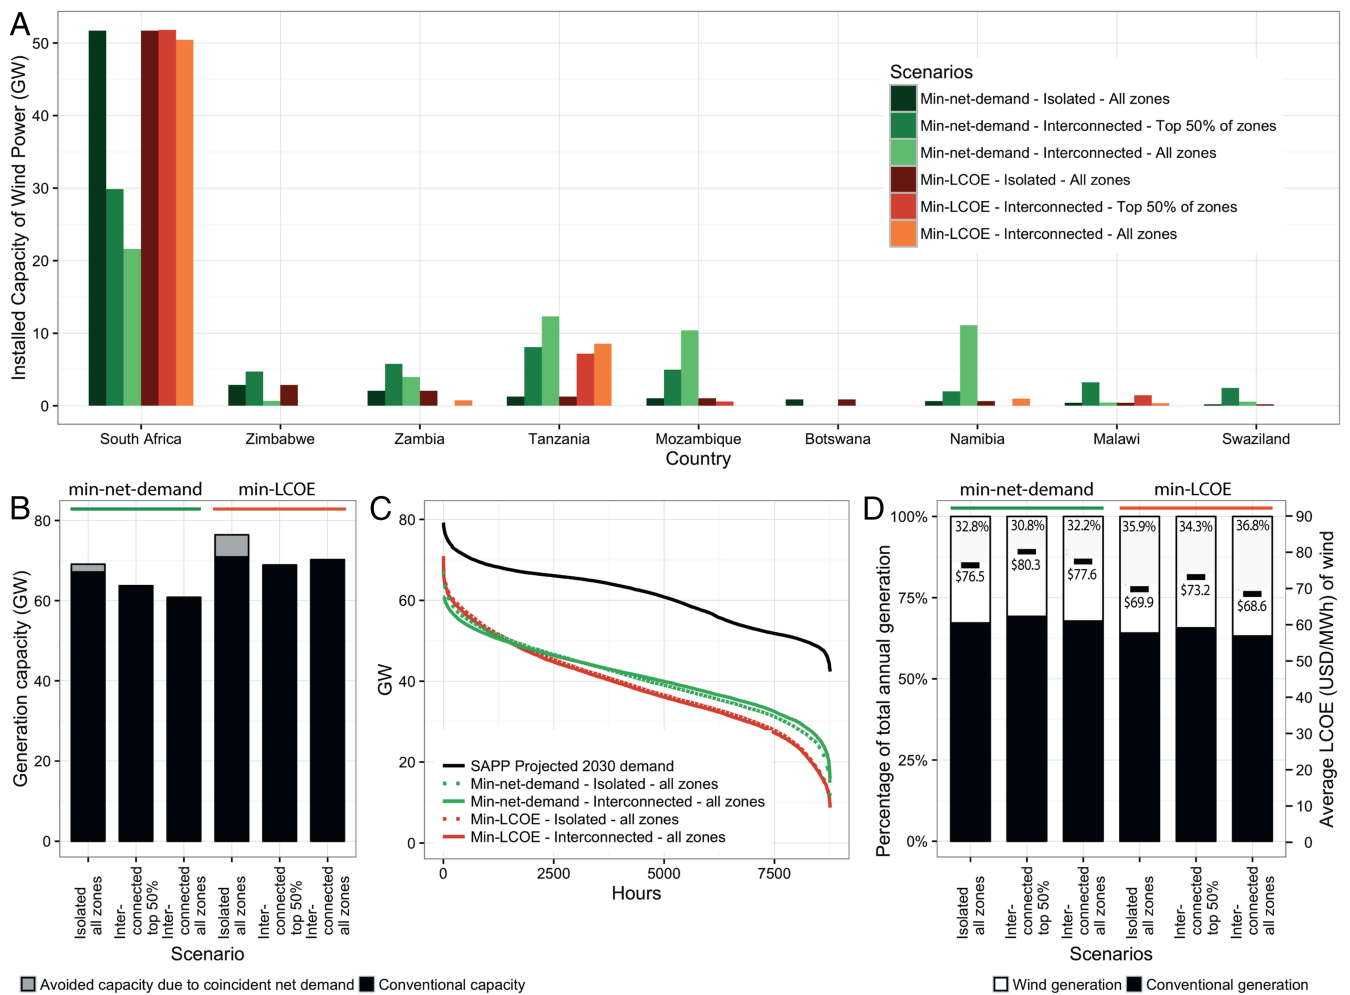 A
Installed Capacity of Wind Power (GW)
50
40
30
20
10
0
Scenarios
Min-net-demand - Isolated - All zones
Min-net-demand - Interconnected - Top 50% of zones
Min-net-demand - Interconnected - All zones
Min-LCOE - Isolated - All zones
Min-LCOE - Interconnected - Top 50% of zones
Min-LCOE - Interconnected - All zones
South Africa
Zimbabwe
Zambia
Tanzania
Mozambique
Botswana
Namibia
Malawi
Swaziland
Country
B
min-net-demand
min-LCOE
Generation capacity (GW)
80
60
40
20
0
Isolated
all zones
Inter-
connected
top 50%
Inter-
connected
all zones
Isolated
all zones
Inter-
connected
top 50%
Inter-
connected
all zones
Scenario
Avoided capacity due to coincident net demand
Conventional capacity
C
GW
80
60
40
20
0
SAPP Projected 2030 demand
Min-net-demand - Isolated - all zones
Min-net-demand - Interconnected - all zones
Min-LCOE - Isolated - all zones
Min-LCOE - Interconnected - all zones
0
2500
5000
7500
Hours
D
min-net-demand
min-LCOE
Percentage of total annual generation
100%
75%
50%
25%
0%
32.8%
30.8%
32.2%
35.9%
34.3%
36.8%
$76.5
$80.3
$77.6
$69.9
$73.2
$68.6
90
80
70
60
50
40
30
20
10
0
Average LCOE (USD/MWh) of wind
Isolated
all zones
Inter-
connected
top 50%
Inter-
connected
all zones
Isolated
all zones
Inter-
connected
top 50%
Inter-
connected
all zones
Scenarios
Wind generation
Conventional generation